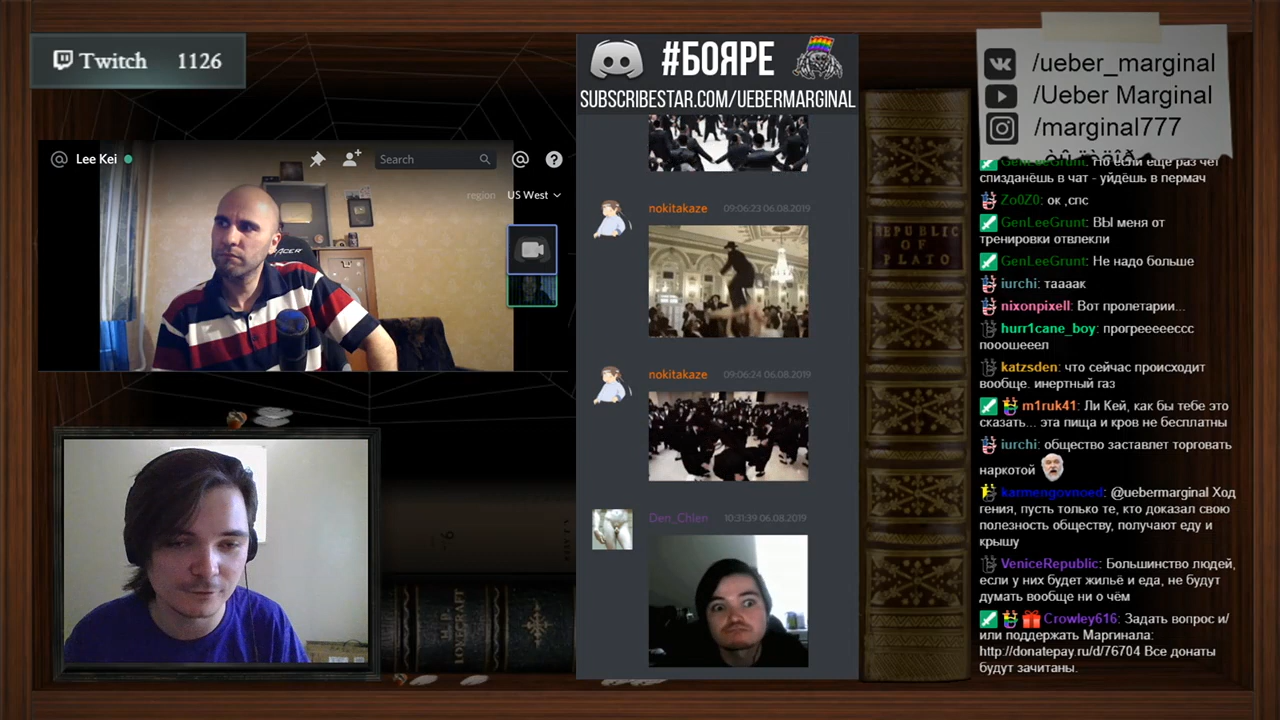 Twitch 1126
Lee Kei
Search
region US West
ACER
#БОЯРЕ
SUBSCRIBESTAR.COM/UEBERMARGINAL
nokitakaze 09:06:23 06.08.2019
nokitakaze 09:06:24 06.08.2019
Den_Chlen 10:31:39 06.08.2019
REPUBLIC
OF
PLATO
LOVECRAFT
/ueber_marginal
/Ueber Marginal
/marginal777
GenLeeGrunt: Но если еще раз чет
спизданёшь в чат - уйдёшь в пермач
Zo0Z0: ок ,спс
GenLeeGrunt: ВЫ меня от
тренировки отвлекли
GenLeeGrunt: Не надо больше
iurchi: таааак
nixonpixell: Вот пролетарии...
hurr1cane_boy: прогрееееессс
пооошееел
katzsden: что сейчас происходит
вообще. инертный газ
m1ruk41: Ли Кей, как бы тебе это
сказать... эта пища и кров не бесплатны
iurchi: общество заставлет торговать
наркотой
karmengovnoed: @uebermarginal Ход
гения, пусть только те, кто доказал свою
полезность обществу, получают еду и
крышу
VeniceRepublic: Большинство людей,
если у них будет жильё и еда, не будут
думать вообще ни о чём
Crowley616: Задать вопрос и/
или поддержать Маргинала:
http://donatepay.ru/d/76704 Все донаты
будут зачитаны.